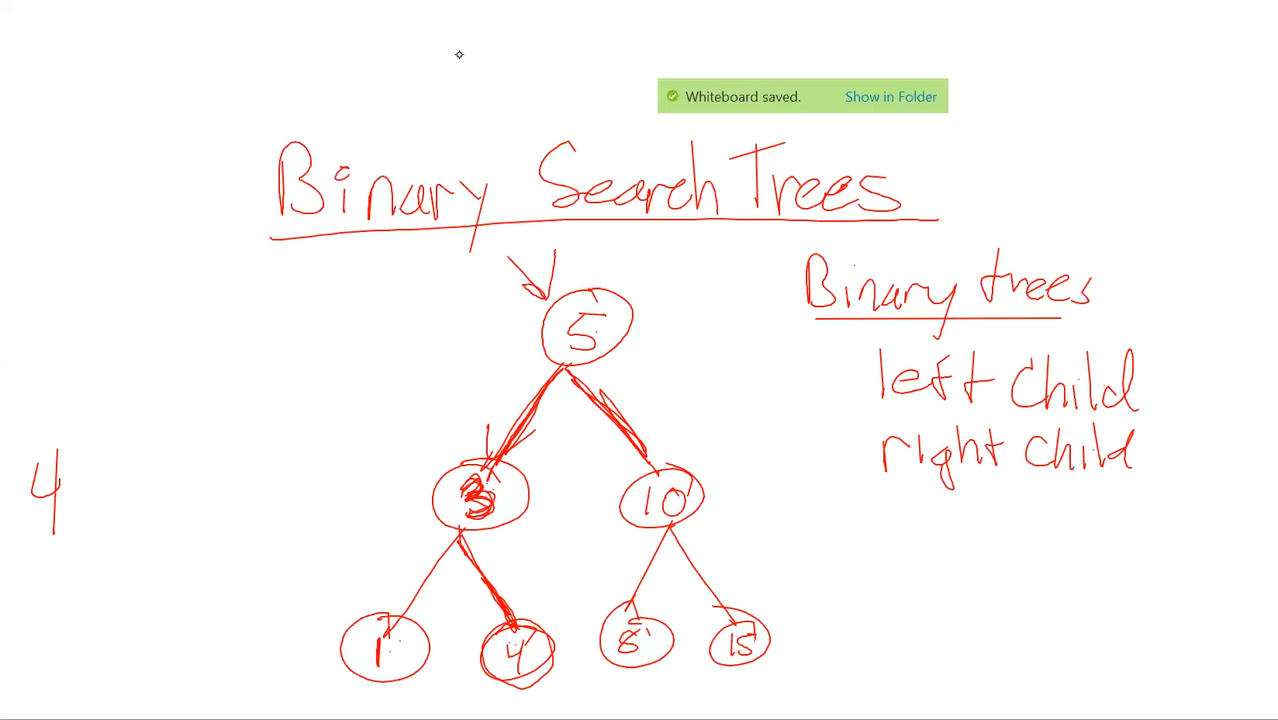 Whiteboard saved. Show in Folder
Binary Search Trees
Binary trees
left child
right child
5
3 10
4
1 4 8 15